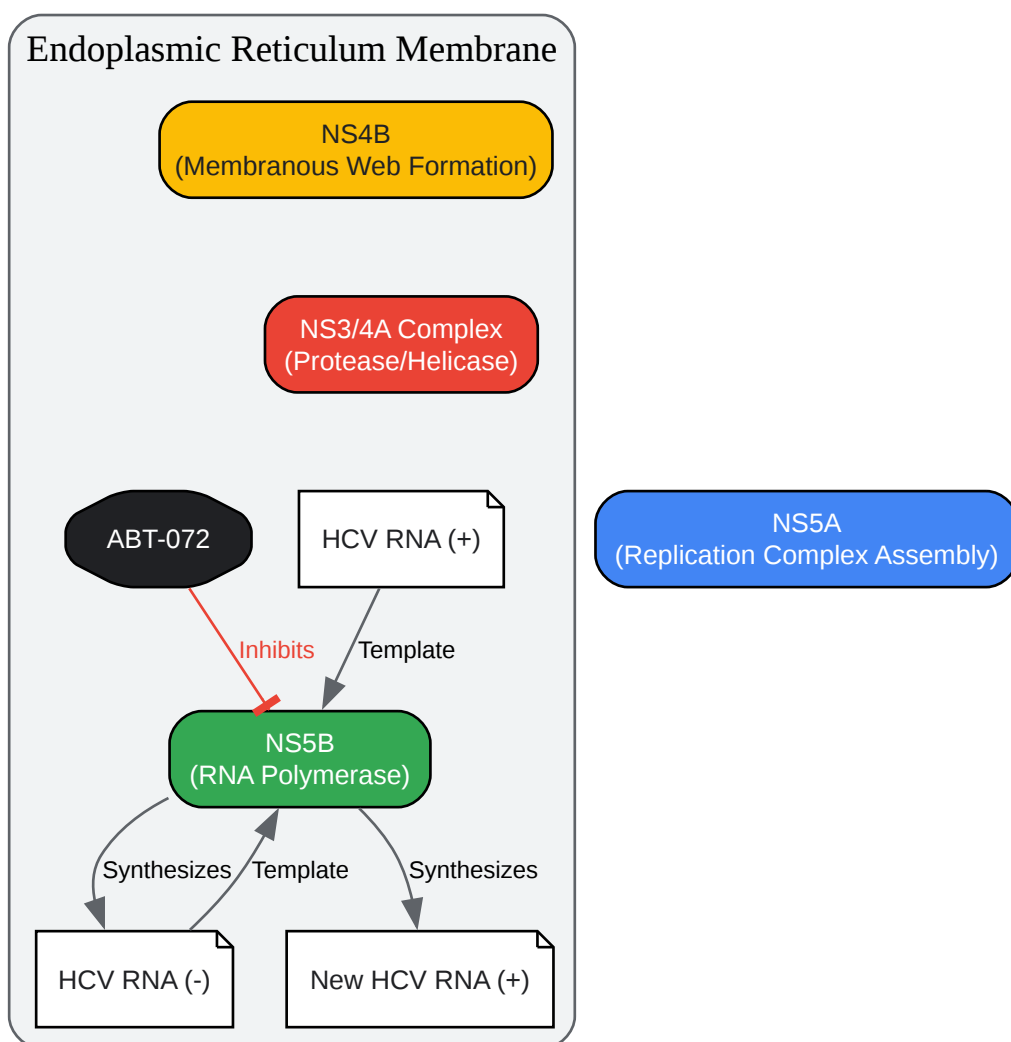 Endoplasmic Reticulum Membrane
NS4B
(Membranous Web Formation)
NS3/4A Complex
(Protease/Helicase)
ABT-072
HCV RNA (+)
NS5A
(Replication Complex Assembly)
Inhibits
Template
NS5B
(RNA Polymerase)
Synthesizes
Template
Synthesizes
HCV RNA (-)
New HCV RNA (+)